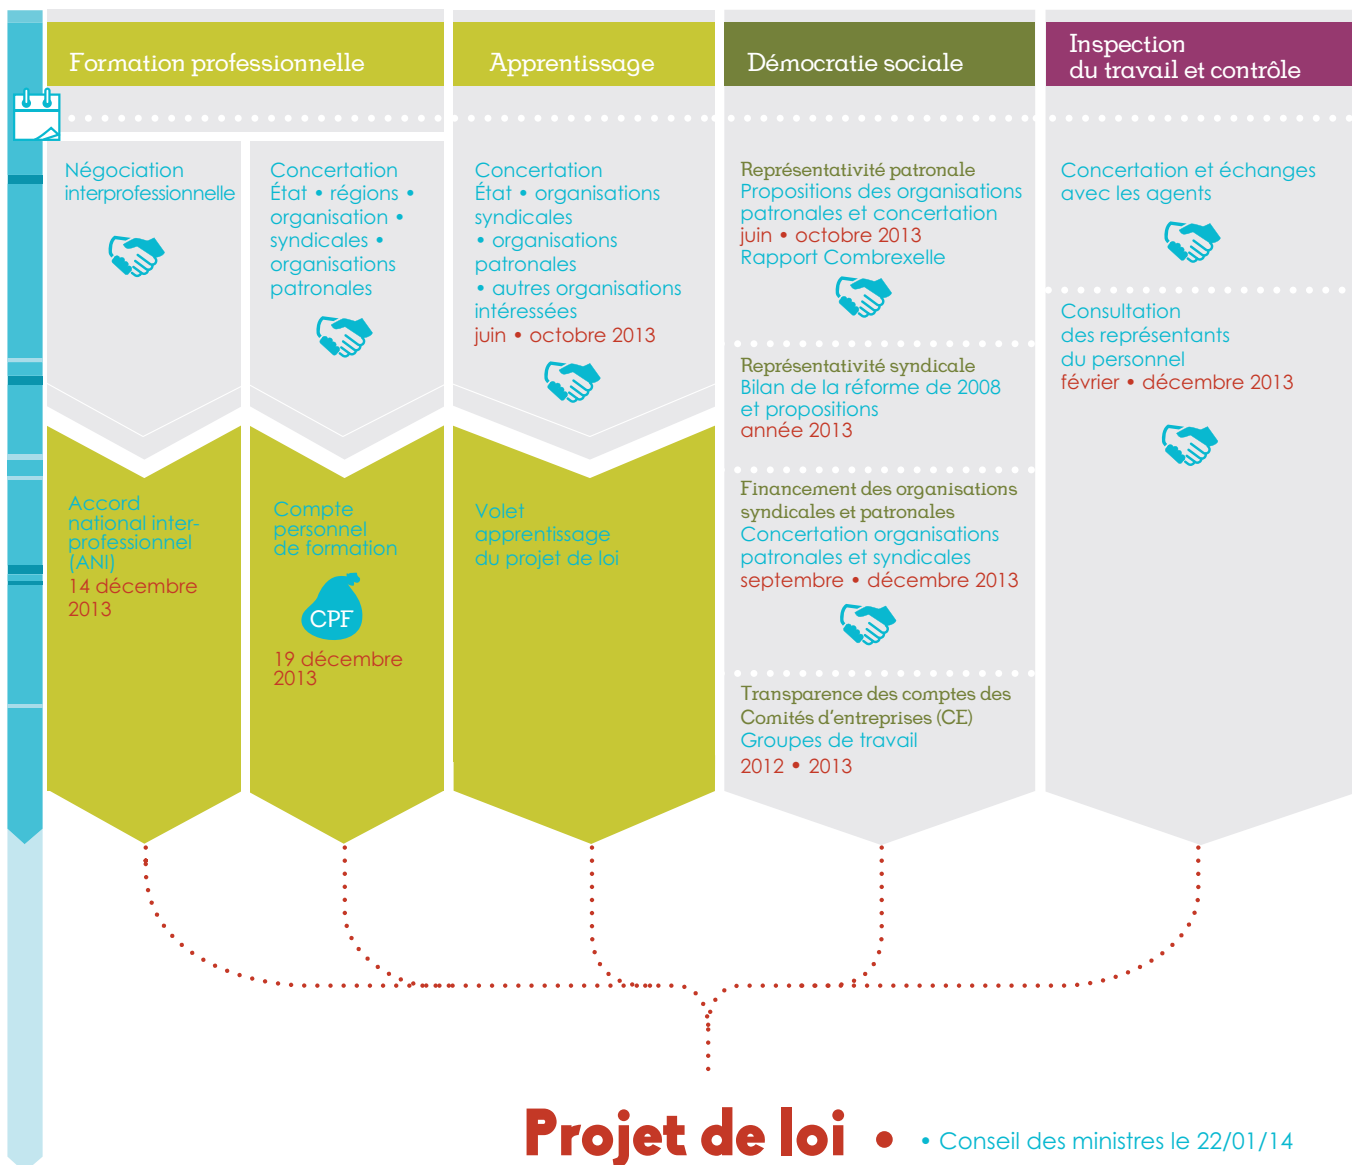 Formation professionnelle
Négociation
interprofessionnelle
Accord
national inter-
professionnel
(ANI)
14 décembre
2013
Concertation
État • régions •
organisation •
syndicales •
organisations
patronales
Compte
personnel
de formation
CPF
19 décembre
2013
Apprentissage
Concertation
État • organisations
syndicales
• organisations
patronales
• autres organisations
intéressées
juin • octobre 2013
Volet
apprentissage
du projet de loi
Démocratie sociale
Représentativité patronale
Propositions des organisations
patronales et concertation
juin • octobre 2013
Rapport Combrexelle
Représentativité syndicale
Bilan de la réforme de 2008
et propositions
année 2013
Financement des organisations
syndicales et patronales
Concertation organisations
patronales et syndicales
septembre • décembre 2013
Transparence des comptes des
Comités d'entreprises (CE)
Groupes de travail
2012 • 2013
Inspection
du travail et contrôle
Concertation et échanges
avec les agents
Consultation
des représentants
du personnel
février • décembre 2013
Projet de loi • • Conseil des ministres le 22/01/14